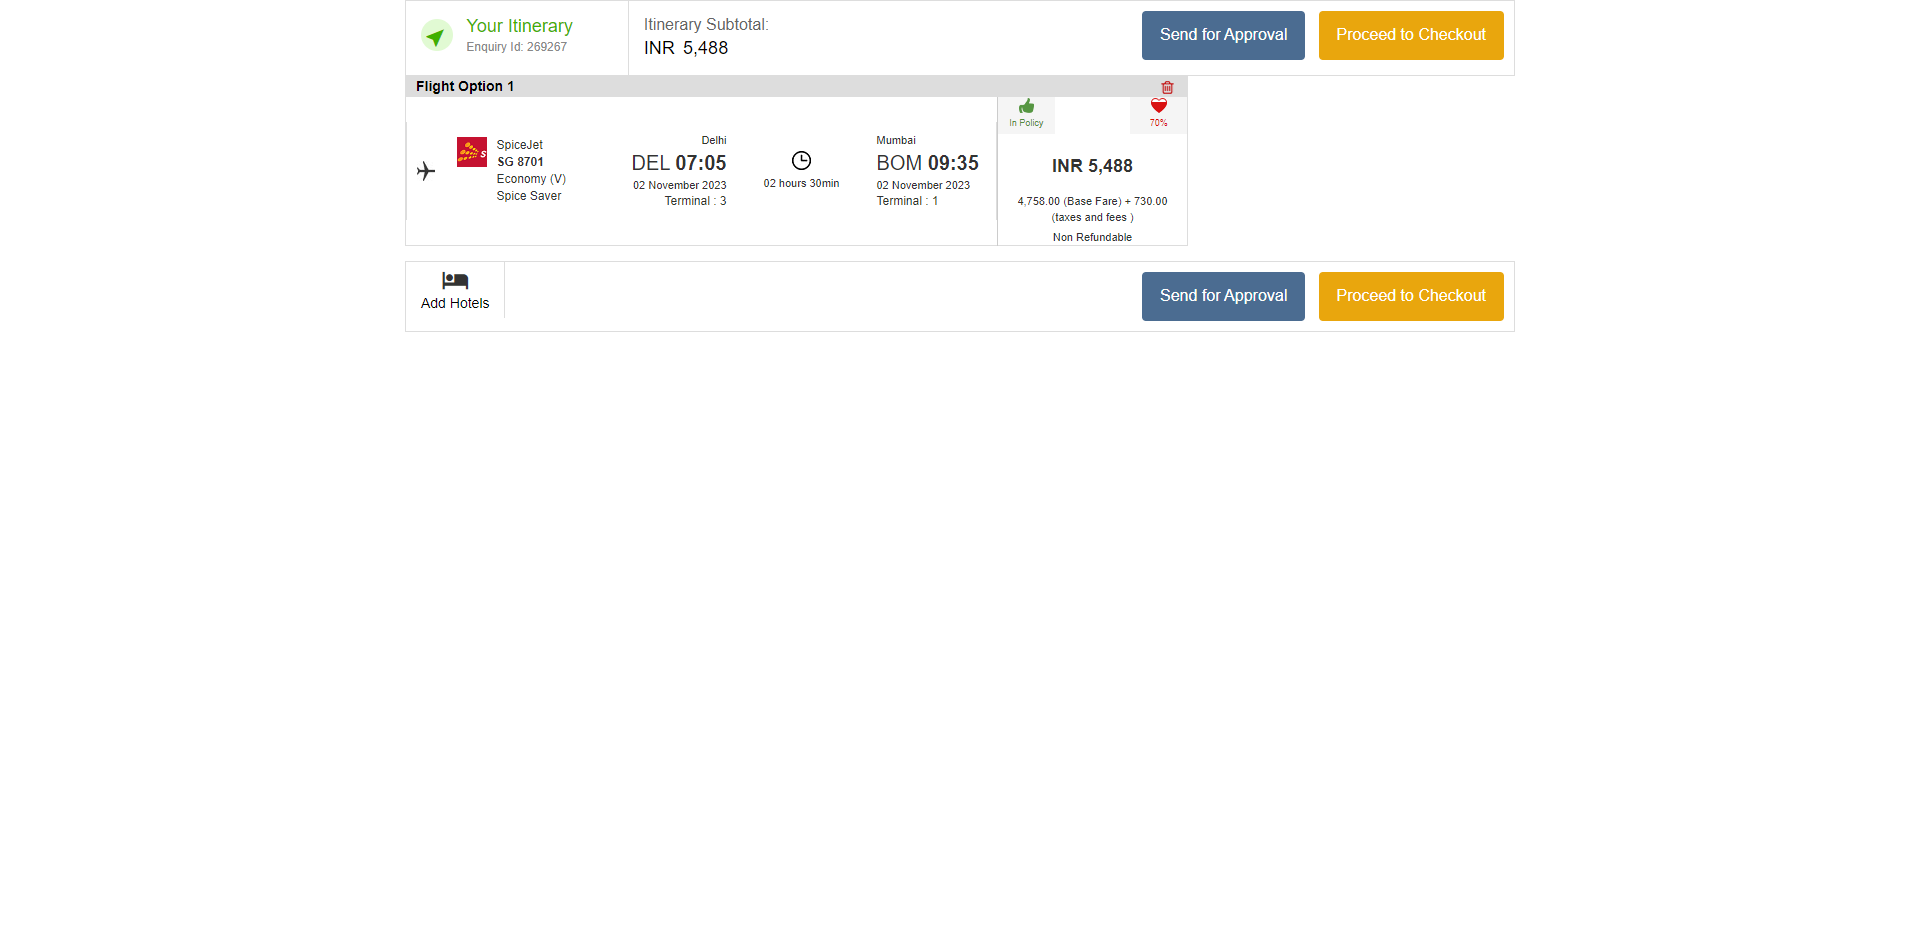 Your Itinerary
Enquiry Id: 269267
Itinerary Subtotal:
INR 5,488
Send for Approval
Proceed to Checkout
Flight Option 1
SpiceJet
SG 8701
Economy (V)
Spice Saver
Delhi
DEL 07:05
02 November 2023
Terminal : 3
02 hours 30min
Mumbai
BOM 09:35
02 November 2023
Terminal : 1
In Policy
70%
INR 5,488
4,758.00 (Base Fare) + 730.00
(taxes and fees )
Non Refundable
Add Hotels
Send for Approval
Proceed to Checkout